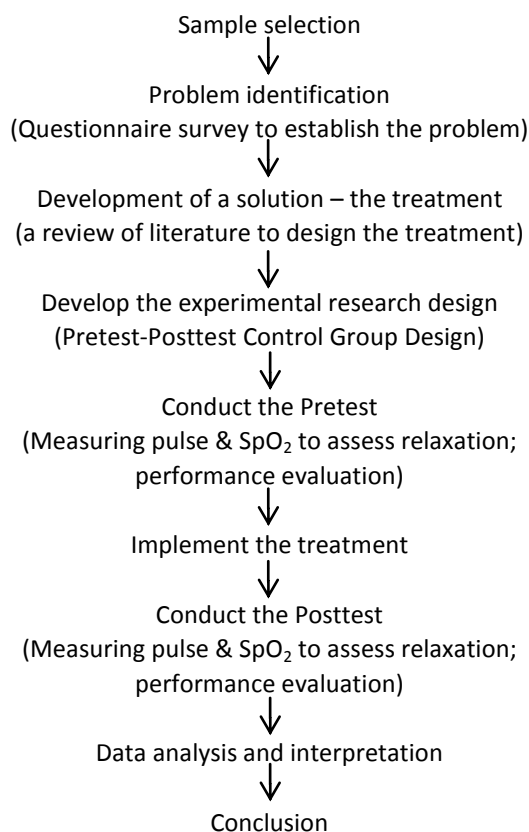 Sample selection
Problem identification
(Questionnaire survey to establish the problem)
Development of a solution – the treatment
(a review of literature to design the treatment)
Develop the experimental research design
(Pretest-Posttest Control Group Design)
Conduct the Pretest
(Measuring pulse & SpO₂ to assess relaxation;
performance evaluation)
Implement the treatment
Conduct the Posttest
(Measuring pulse & SpO₂ to assess relaxation;
performance evaluation)
Data analysis and interpretation
Conclusion